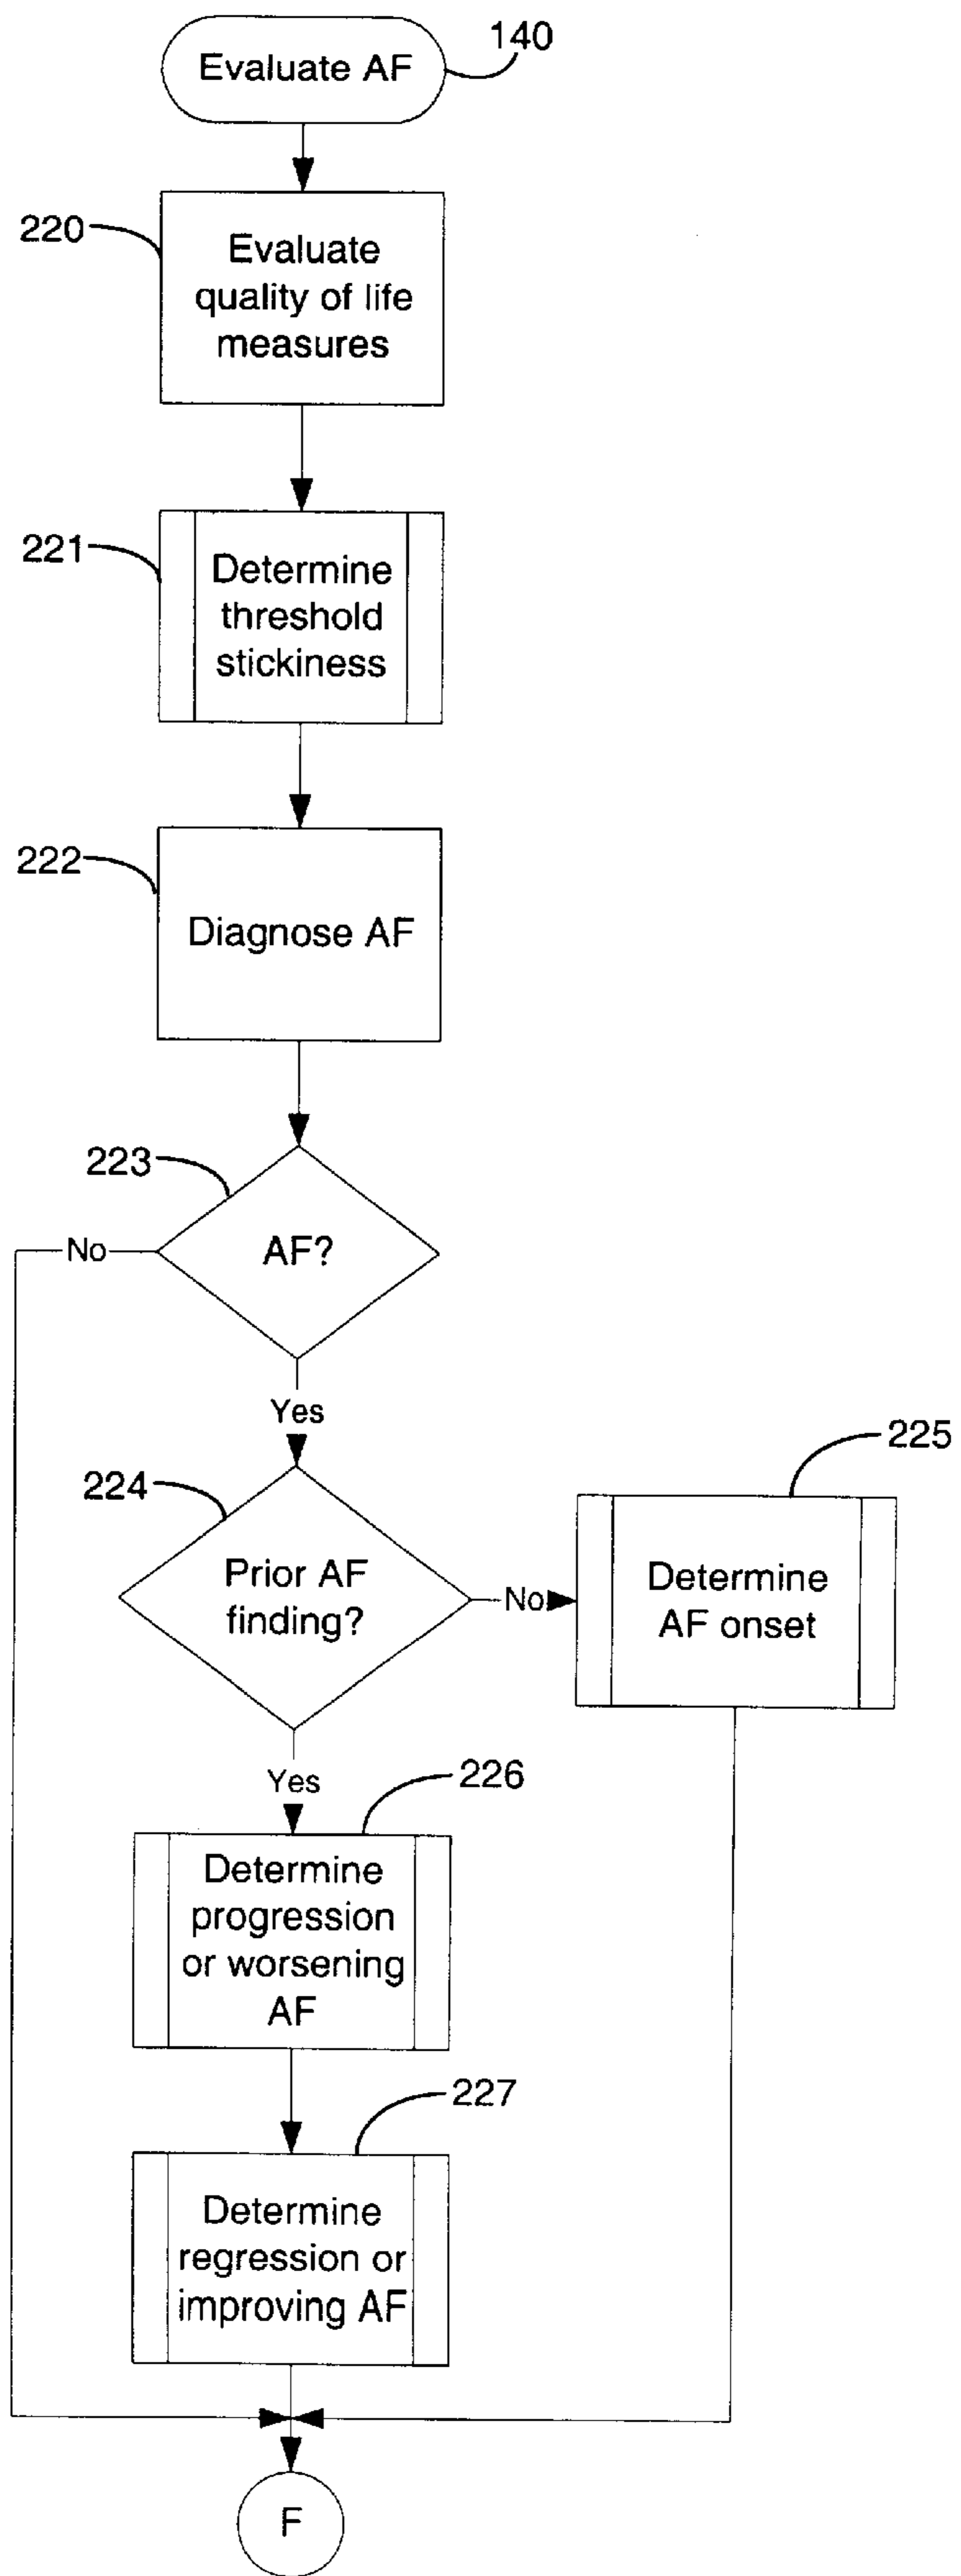 Evaluate AF
140
220
Evaluate
quality of life
measures
221
Determine
threshold
stickiness
222
Diagnose AF
223
AF?
No
Yes
224
Prior AF
finding?
No
225
Determine
AF onset
Yes
226
Determine
progression
or worsening
AF
227
Determine
regression or
improving AF
F